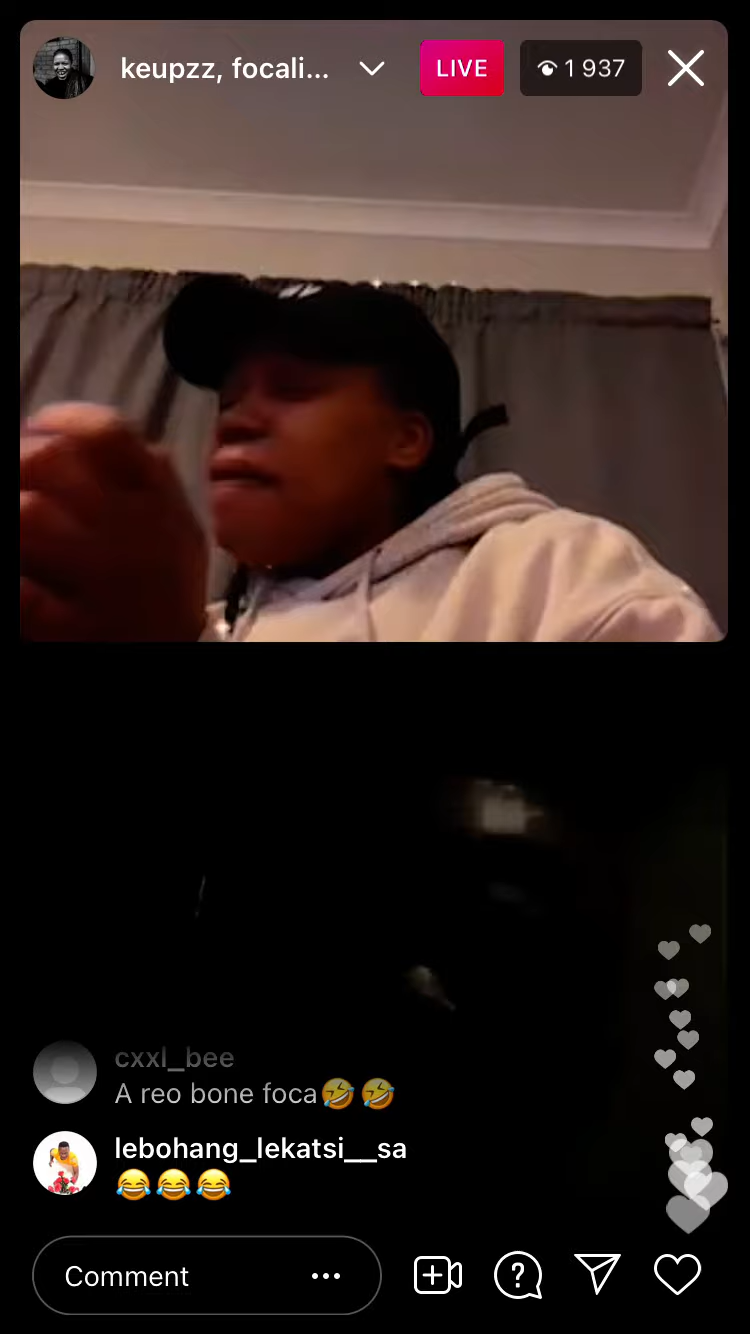 keupzz, focali...
LIVE
1 937
cxxl_bee
A reo bone foca🤣🤣
lebohang_lekatsi__sa
😂😂😂
Comment